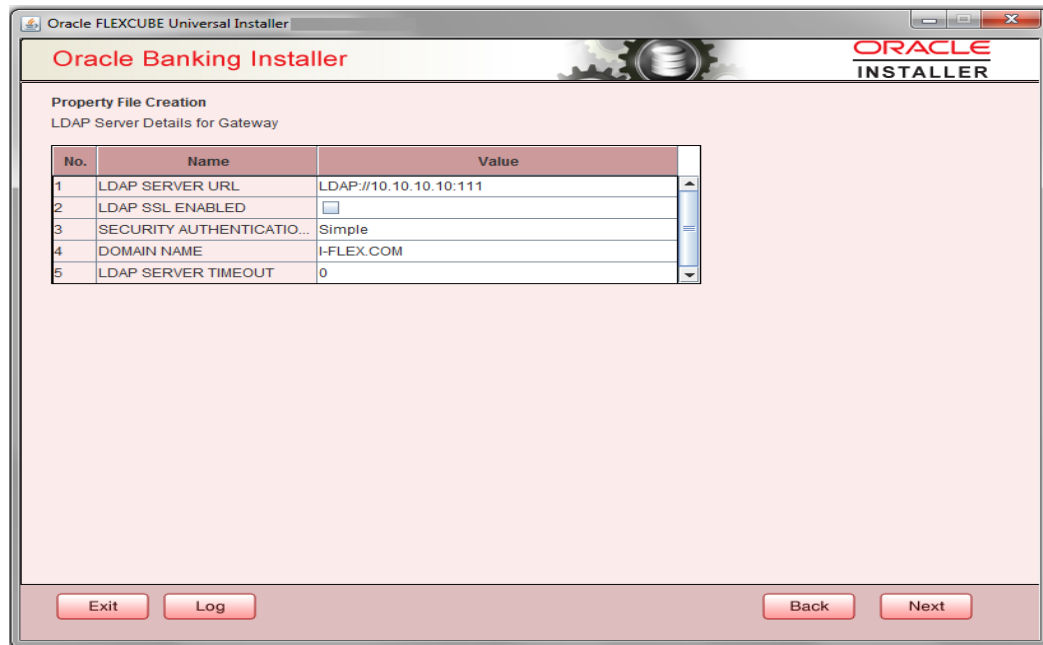 Oracle FLEXCUBE Universal Installer
Oracle Banking Installer
ORACLE
INSTALLER
Property File Creation
LDAP Server Details for Gateway
No. Name Value
1 LDAP SERVER URL LDAP://10.10.10.10:111
2 LDAP SSL ENABLED
3 SECURITY AUTHENTICATIO... Simple
4 DOMAIN NAME I-FLEX.COM
5 LDAP SERVER TIMEOUT 0
Exit Log Back Next